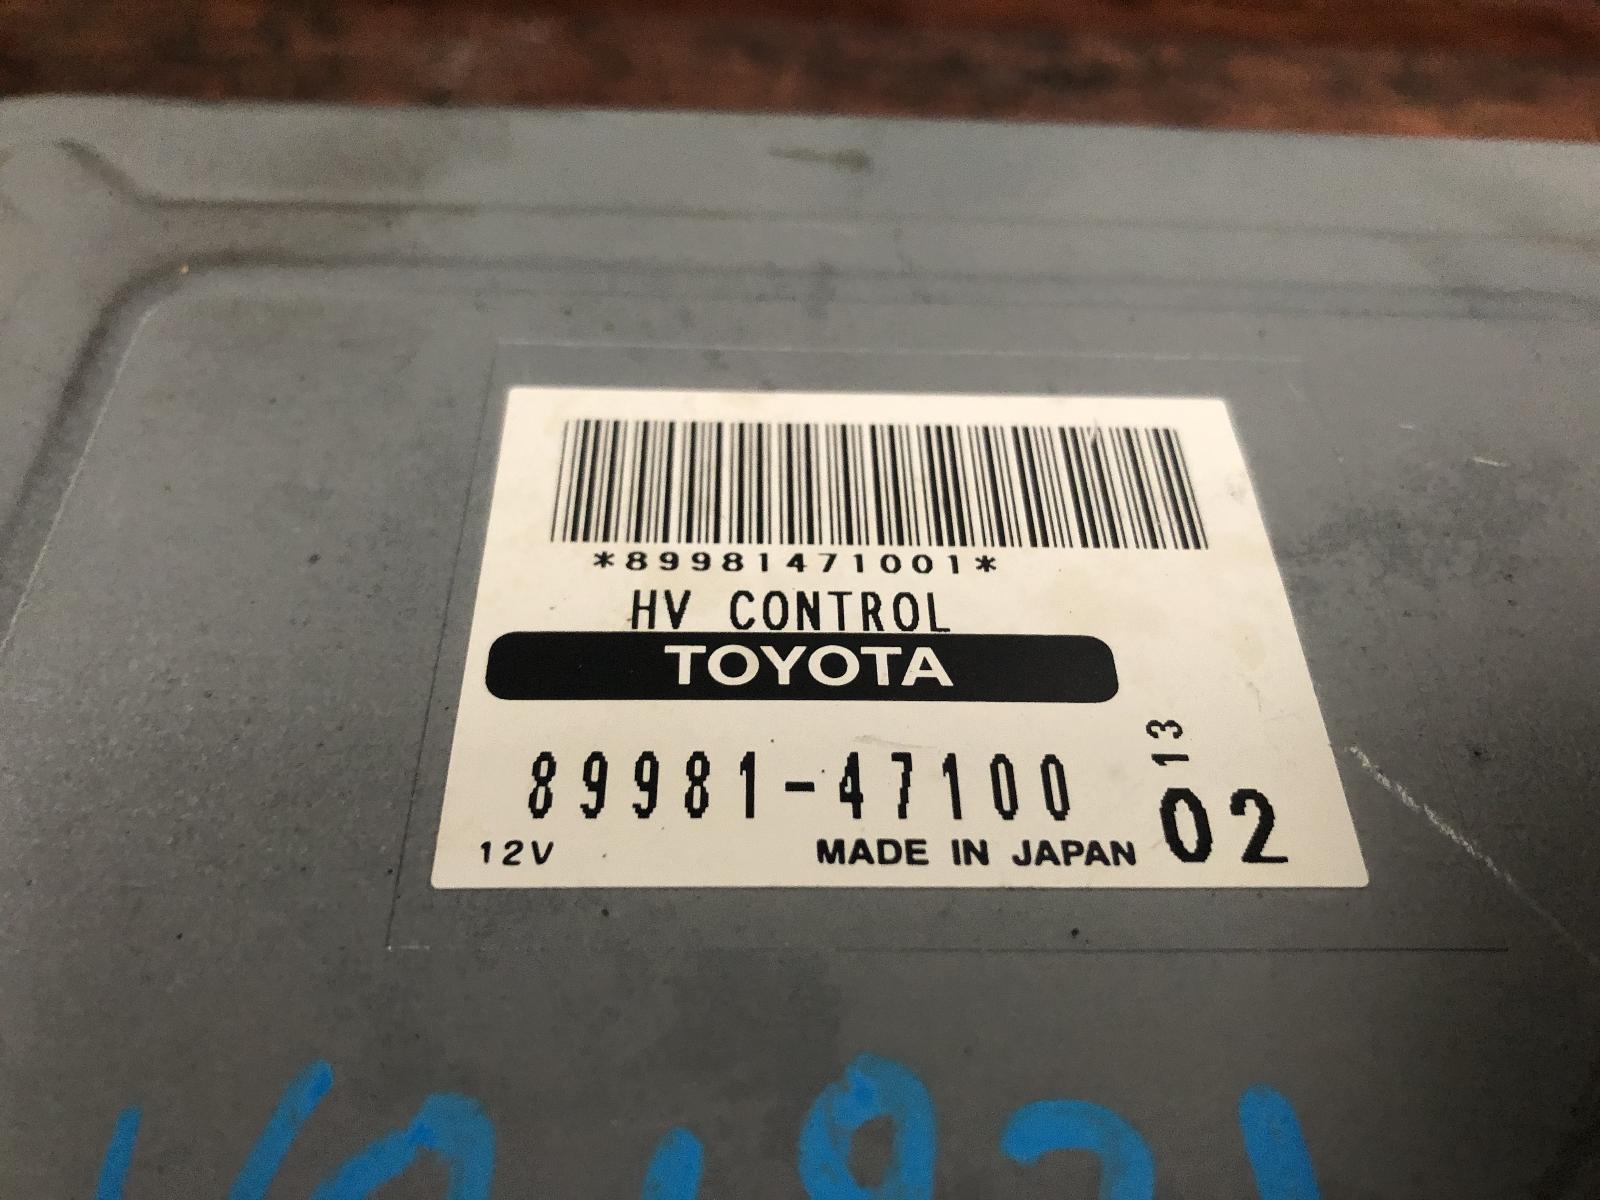 *89981471001*
HV CONTROL
TOYOTA
89981-47100
13
02
12V MADE IN JAPAN